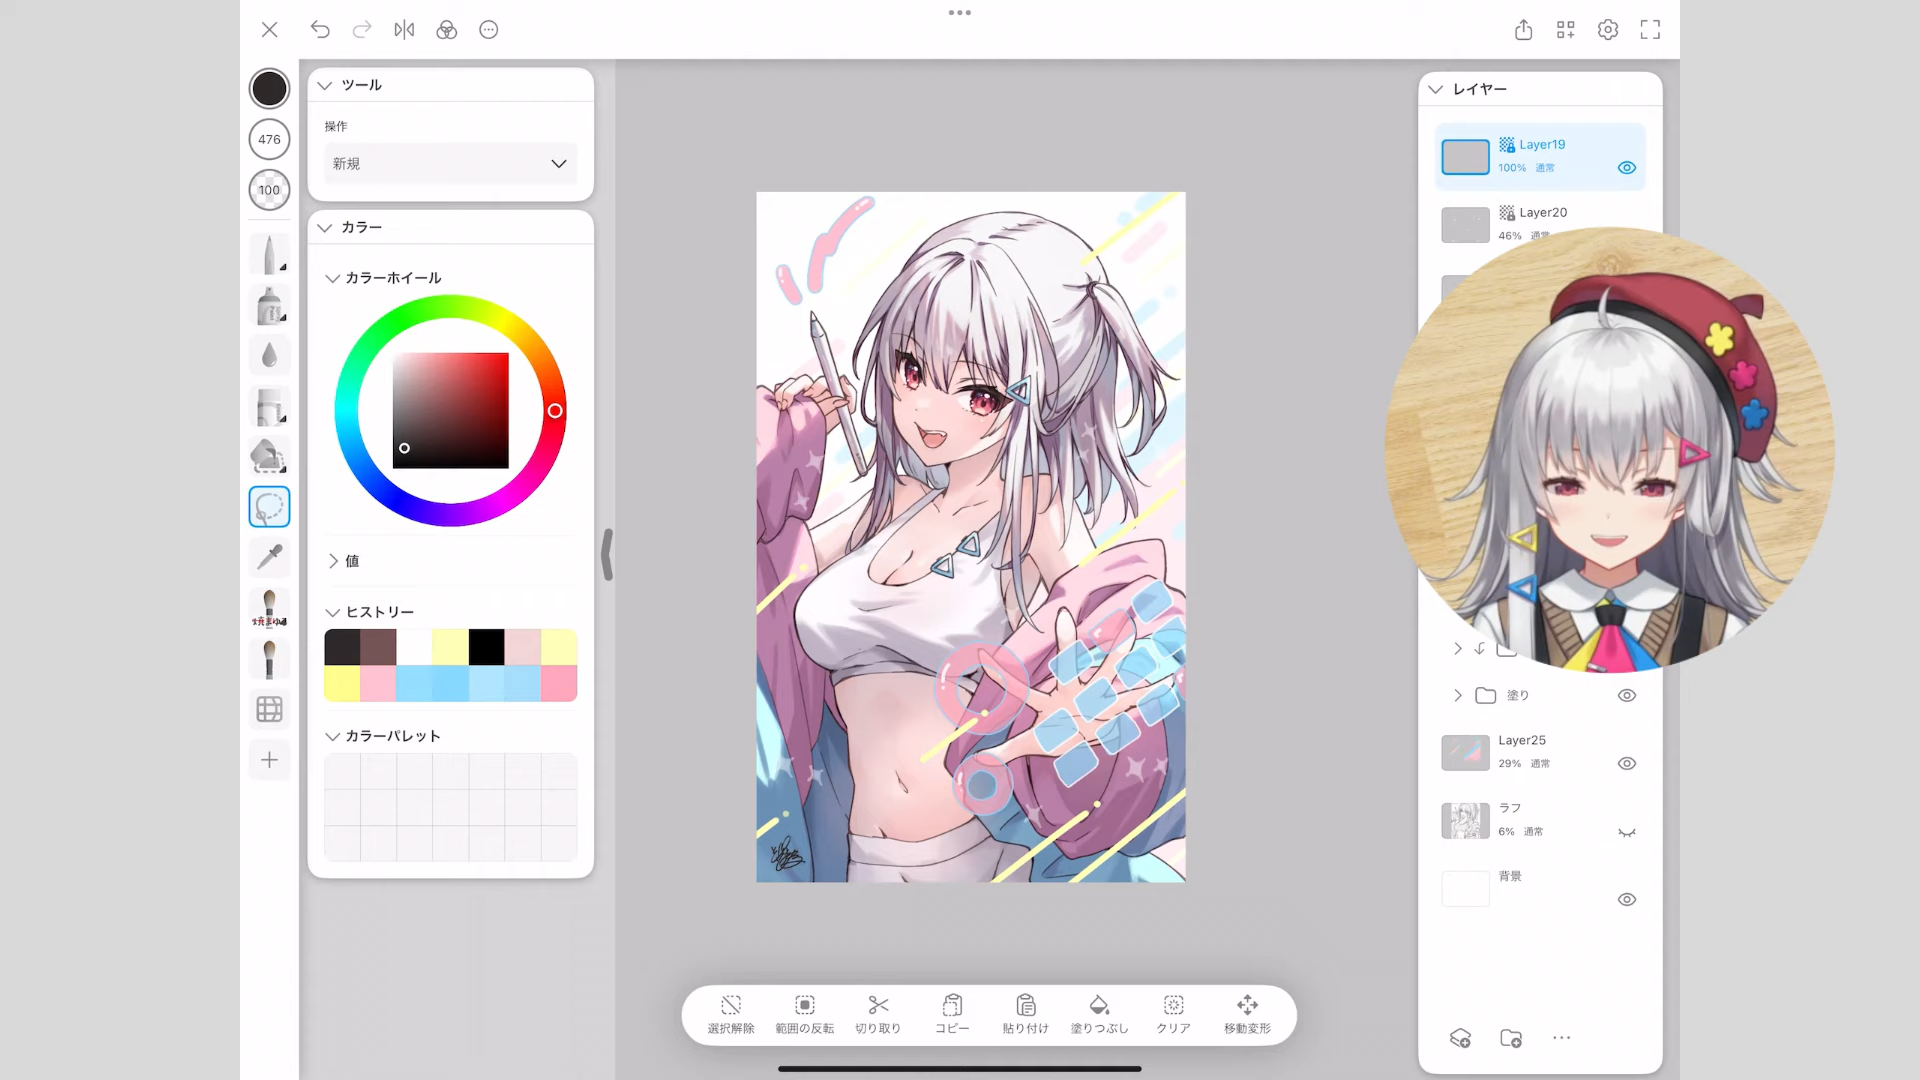 476
100
ツール
操作
新規
カラー
カラーホイール
値
ヒストリー
カラーパレット
レイヤー
Layer19
100% 通常
Layer20
46% 通常
塗り
Layer25
29% 通常
ラフ
6% 通常
背景
選択解除
範囲の反転
切り取り
コピー
貼り付け
塗りつぶし
クリア
移動変形